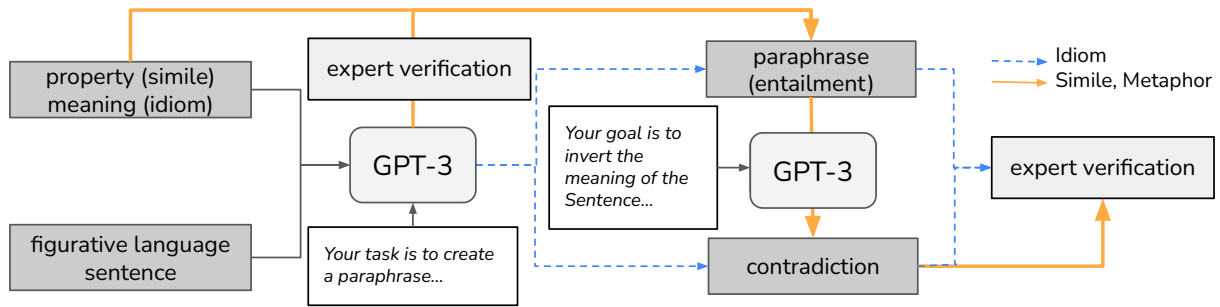 property (simile)
meaning (idiom)
figurative language
sentence
expert verification
GPT-3
Your task is to create
a paraphrase...
paraphrase
(entailment)
Your goal is to
invert the
meaning of the
Sentence...
GPT-3
contradiction
Idiom
Simile, Metaphor
expert verification